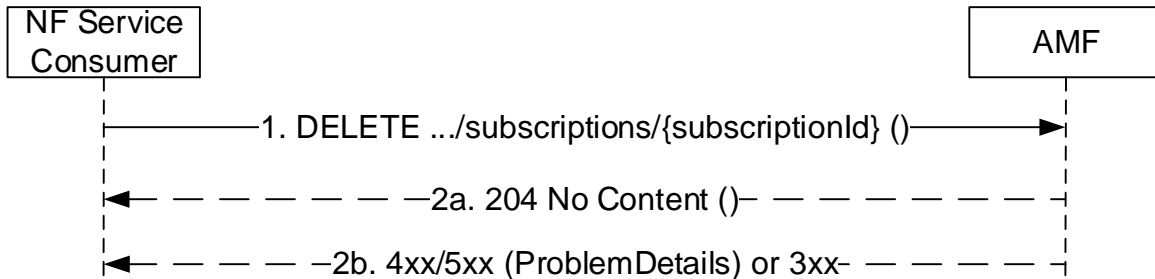 NF Service
Consumer
AMF
1. DELETE .../subscriptions/{subscriptionId} ()
2a. 204 No Content ()
2b. 4xx/5xx (ProblemDetails) or 3xx